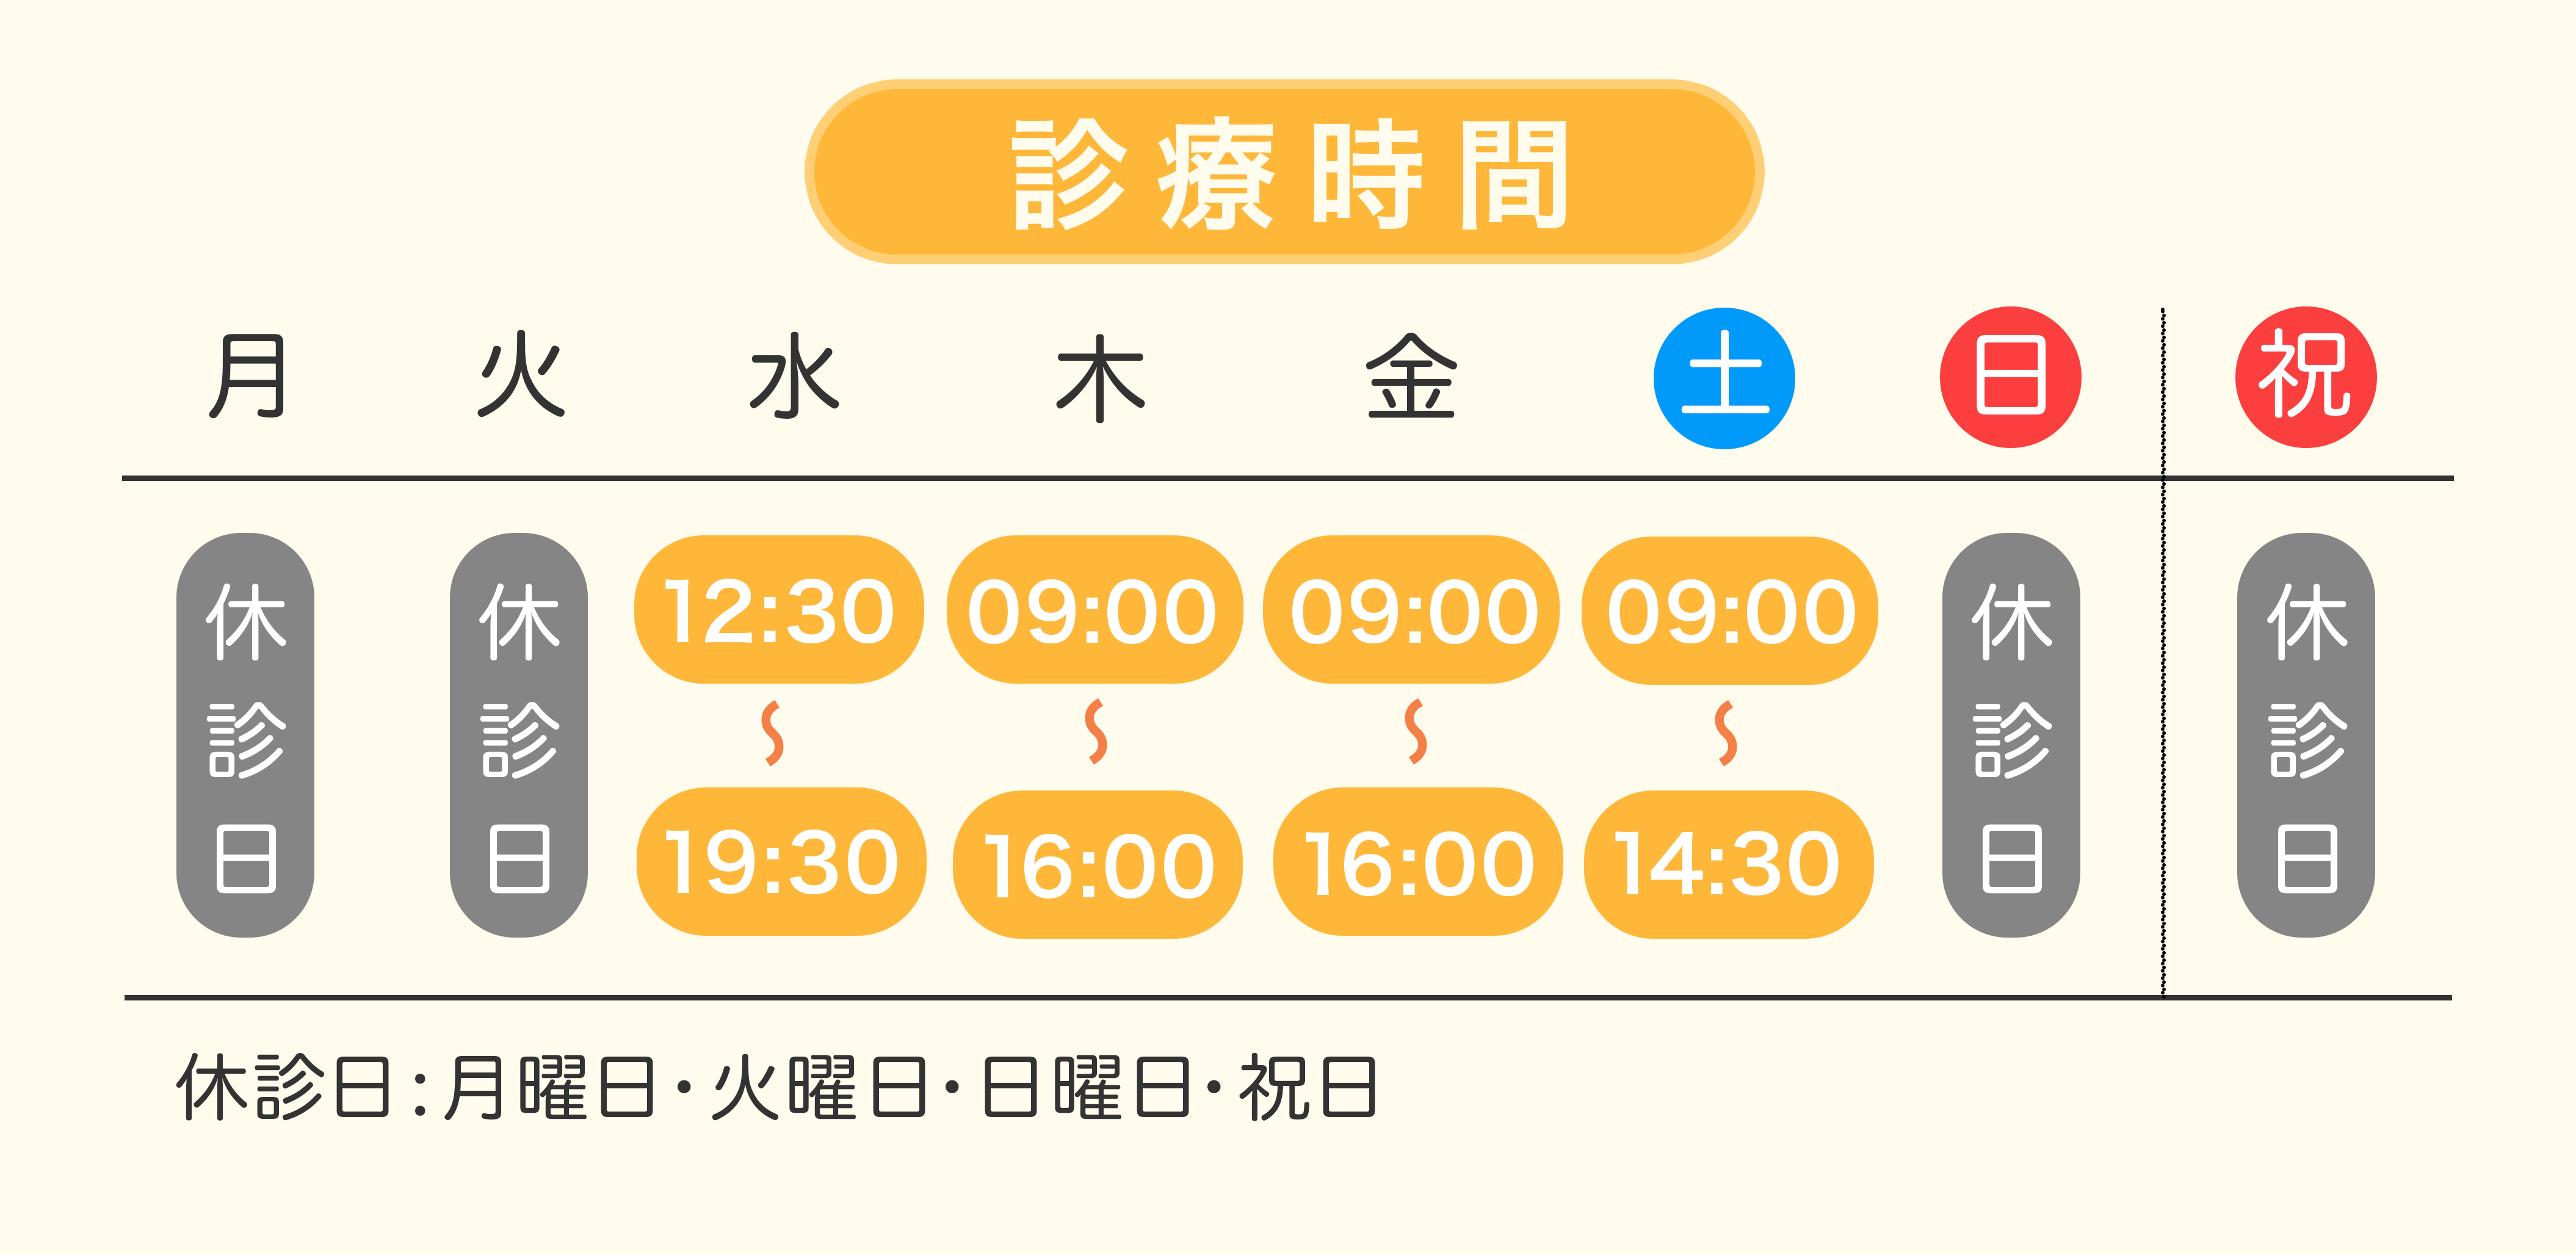 診療時間
月 火 水 木 金 土 日 祝
休診日 休診日 12:30 09:00 09:00 09:00 休診日 休診日
〜 〜 〜 〜
19:30 16:00 16:00 14:30
休診日:月曜日・火曜日・日曜日・祝日